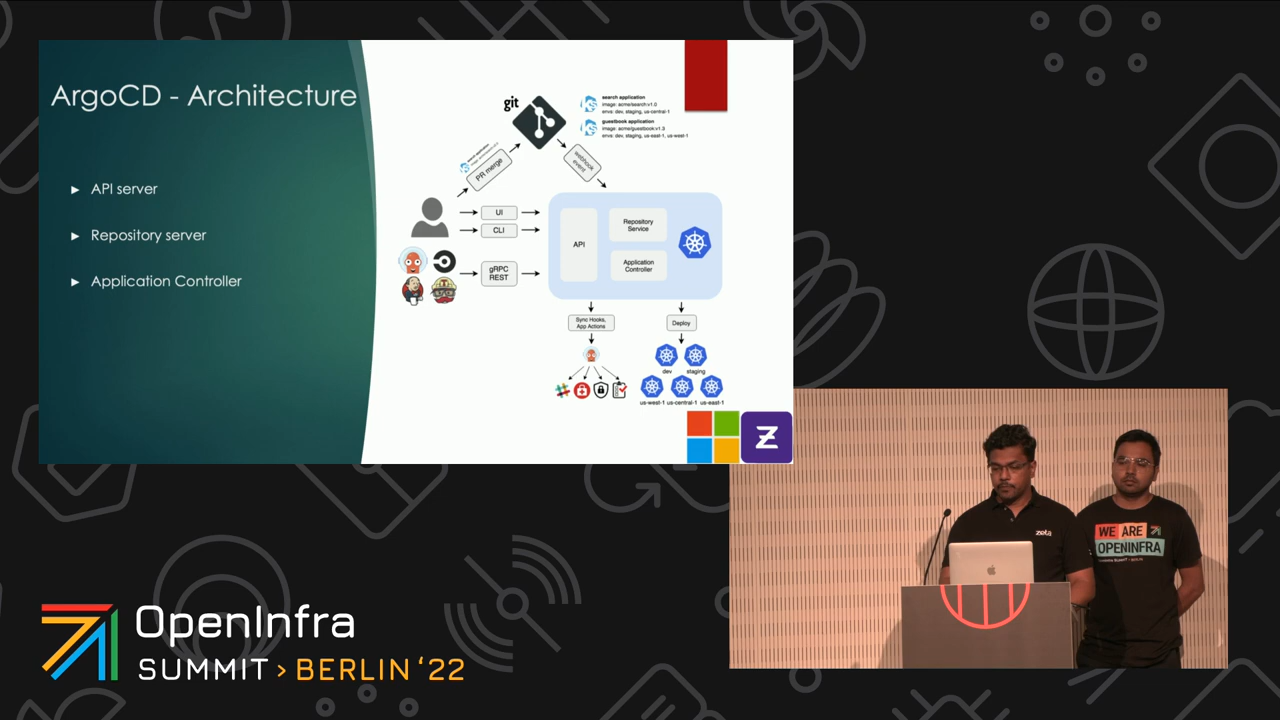 ArgoCD - Architecture
► API server
► Repository server
► Application Controller
git
search application
image: acme/search:v1.0
envs: dev, staging, us-central-1
guestbook application
image: acme/guestbook:v1.3
envs: dev, staging, us-east-1, us-west-1
search application
PR merge
webhook
event
UI
CLI
gRPC
REST
API
Repository
Service
Application
Controller
Sync Hooks,
App Actions
Deploy
dev
staging
us-west-1
us-central-1
us-east-1
Z
zeta
WE ARE
OPENINFRA
OpenInfra
SUMMIT > BERLIN '22